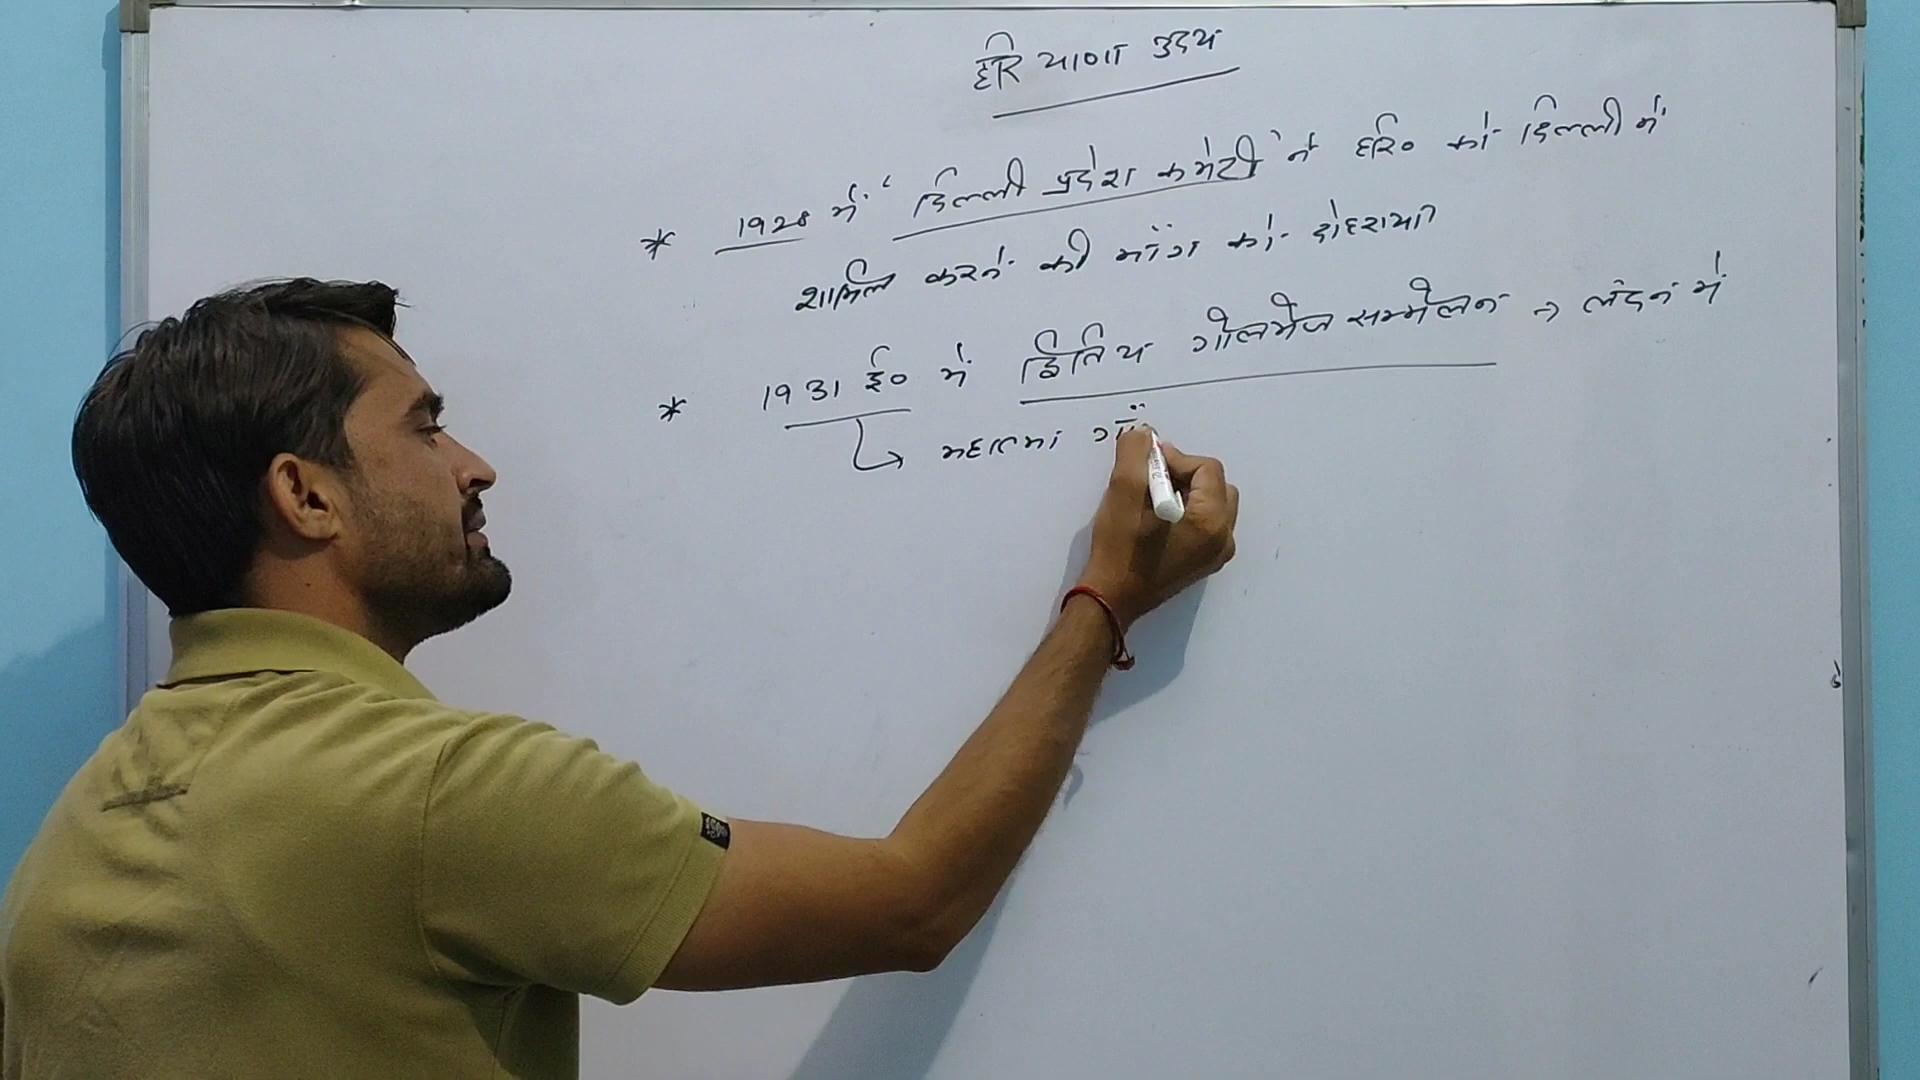 हरियाणा उदय
* 1928 में ' दिल्ली प्रदेश कमेटी ' ने हरि० को दिल्ली में
शामिल करने की माँग को दोहराया।
* 1931 ई० में द्वितिय गोलमेज सम्मेलन → लंदन में
↳ महात्मा